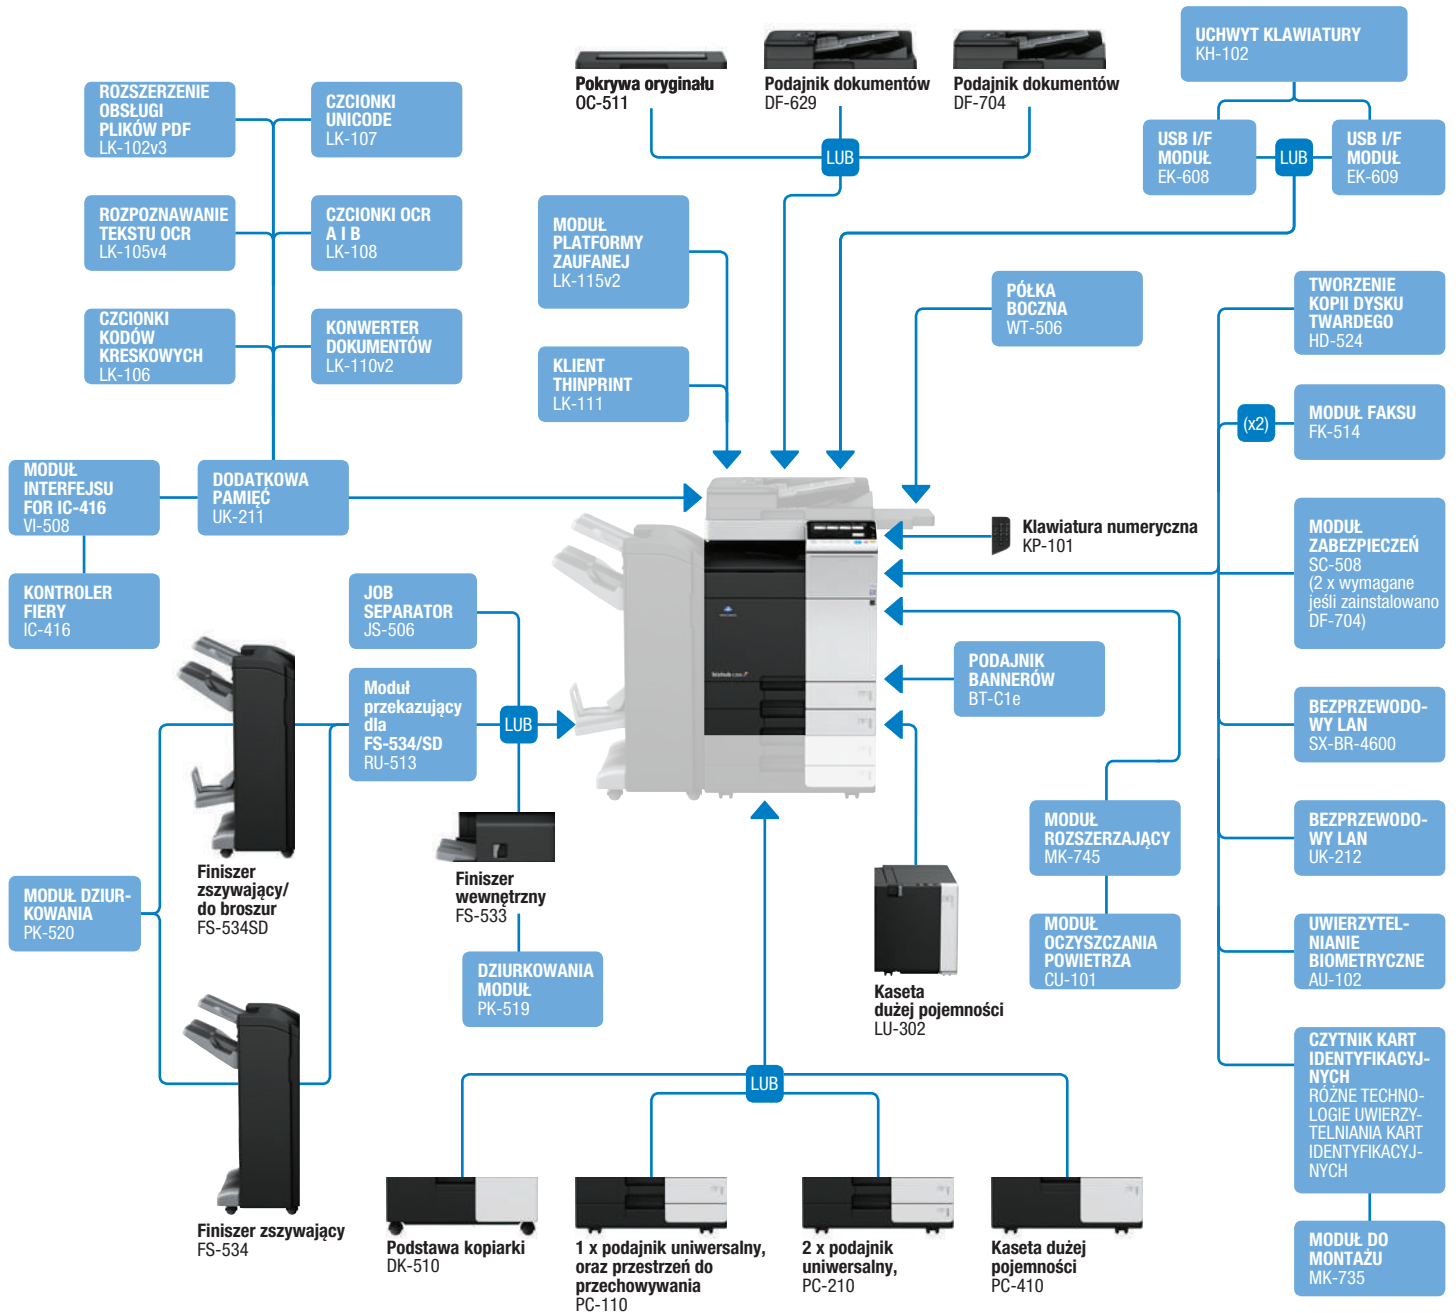 UCHWYT KLAWIATURY
KH-102
Pokrywa oryginału
OC-511
Podajnik dokumentów
DF-629
Podajnik dokumentów
DF-704
ROZSZERZENIE
OBSŁUGI
PLIKÓW PDF
LK-102v3
CZCIONKI
UNICODE
LK-107
USB I/F
MODUŁ
EK-608
LUB
USB I/F
MODUŁ
EK-609
LUB
ROZPOZNAWANIE
TEKSTU OCR
LK-105v4
CZCIONKI OCR
A I B
LK-108
MODUŁ
PLATFORMY
ZAUFANEJ
LK-115v2
PÓŁKA
BOCZNA
WT-506
TWORZENIE
KOPII DYSKU
TWARDEGO
HD-524
CZCIONKI
KODÓW
KRESKOWYCH
LK-106
KONWERTER
DOKUMENTÓW
LK-110v2
KLIENT
THINPRINT
LK-111
(x2)
MODUŁ FAKSU
FK-514
MODUŁ
INTERFEJSU
FOR IC-416
VI-508
DODATKOWA
PAMIĘĆ
UK-211
Klawiatura numeryczna
KP-101
MODUŁ
ZABEZPIECZEŃ
SC-508
(2 x wymagane
jeśli zainstalowano
DF-704)
KONTROLER
FIERY
IC-416
JOB
SEPARATOR
JS-506
Moduł
przekazujący
dla
FS-534/SD
RU-513
LUB
PODAJNIK
BANNERÓW
BT-C1e
BEZPRZEWODO-
WY LAN
SX-BR-4600
MODUŁ
ROZSZERZAJĄCY
MK-745
BEZPRZEWODO-
WY LAN
UK-212
Finiszer
zszywający/
do broszur
FS-534SD
Finiszer
wewnętrzny
FS-533
MODUŁ DZIUR-
KOWANIA
PK-520
MODUŁ
OCZYSZCZANIA
POWIETRZA
CU-101
UWIERZYTEL-
NIANIE
BIOMETRYCZNE
AU-102
DZIURKOWANIA
MODUŁ
PK-519
Kaseta
dużej pojemności
LU-302
CZYTNIK KART
IDENTYFIKACYJ-
NYCH
RÓŻNE TECHNO-
LOGIE UWIERZY-
TELNIANIA KART
IDENTYFIKACYJ-
NYCH
LUB
Finiszer zszywający
FS-534
Podstawa kopiarki
DK-510
1 x podajnik uniwersalny,
oraz przestrzeń do
przechowywania
PC-110
2 x podajnik
uniwersalny,
PC-210
Kaseta dużej
pojemności
PC-410
MODUŁ DO
MONTAŻU
MK-735